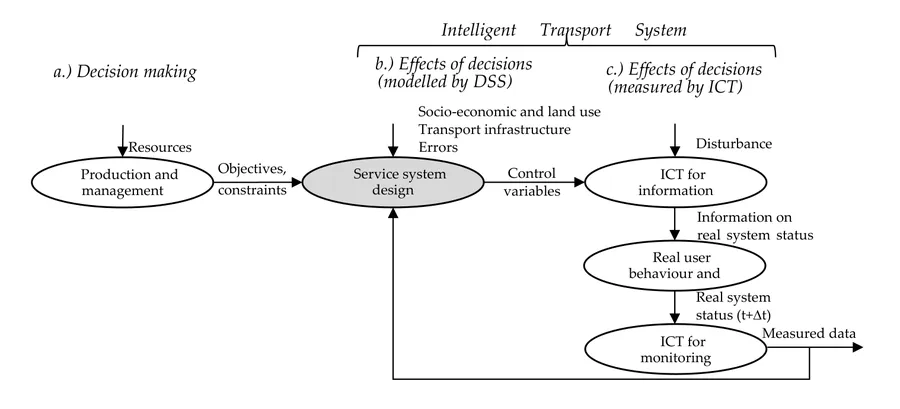 Intelligent Transport System
a.) Decision making
b.) Effects of decisions
(modelled by DSS)
c.) Effects of decisions
(measured by ICT)
Resources
Socio-economic and land use
Transport infrastructure
Errors
Disturbance
Production and
management
Objectives,
constraints
Service system
design
Control
variables
ICT for
information
Information on
real system status
Real user
behaviour and
Real system
status (t+Δt)
ICT for
monitoring
Measured data